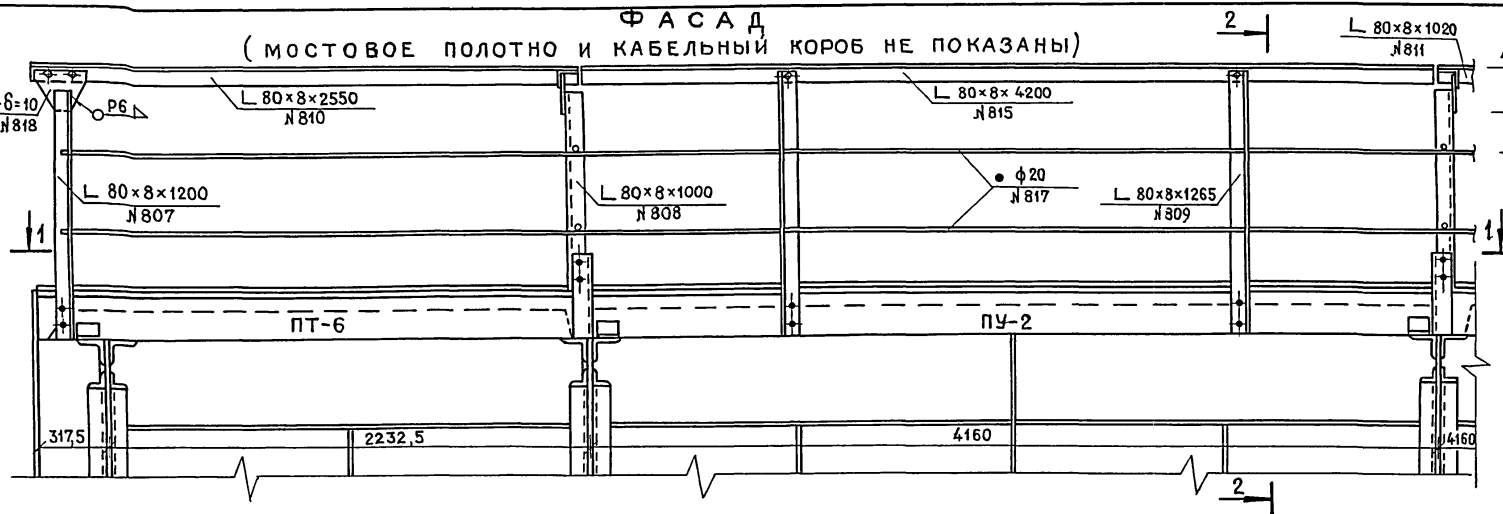 ФАСАД
(МОСТОВОЕ ПОЛОТНО И КАБЕЛЬНЫЙ КОРОБ НЕ ПОКАЗАНЫ)
2
∟ 80×8×1020
N811
δ=10
N818
Р6
∟ 80×8×2550
N810
∟ 80×8×4200
N815
∟ 80×8×1200
N807
∟ 80×8×1000
N808
ϕ20
N817
∟ 80×8×1265
N809
1
1
ПТ-6
ПУ-2
317,5
2232,5
4160
4160
2